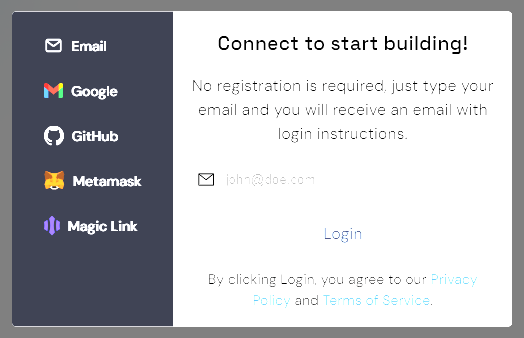 Email
Google
GitHub
Metamask
Magic Link
Connect to start building!
No registration is required, just type your
email and you will receive an email with
login instructions.
john@doe.com
Login
By clicking Login, you agree to our Privacy
Policy and Terms of Service.